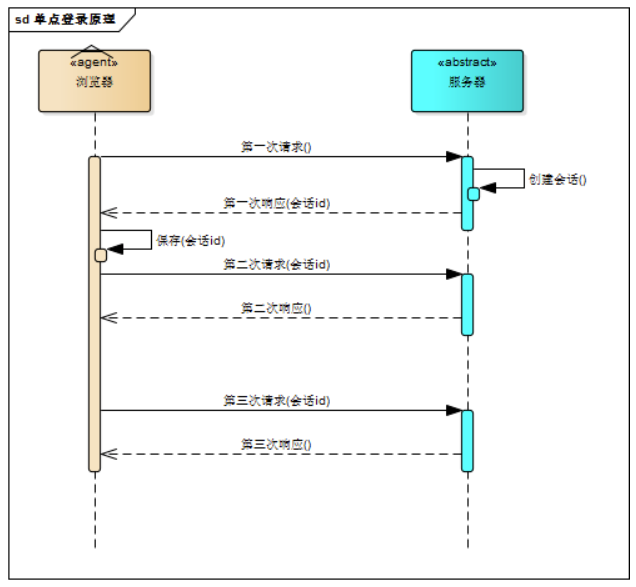 sd 单点登录原理
«agent»
浏览器
«abstract»
服务器
第一次请求()
创建会话()
第一次响应(会话id)
保存(会话id)
第二次请求(会话id)
第二次响应()
第三次请求(会话id)
第三次响应()